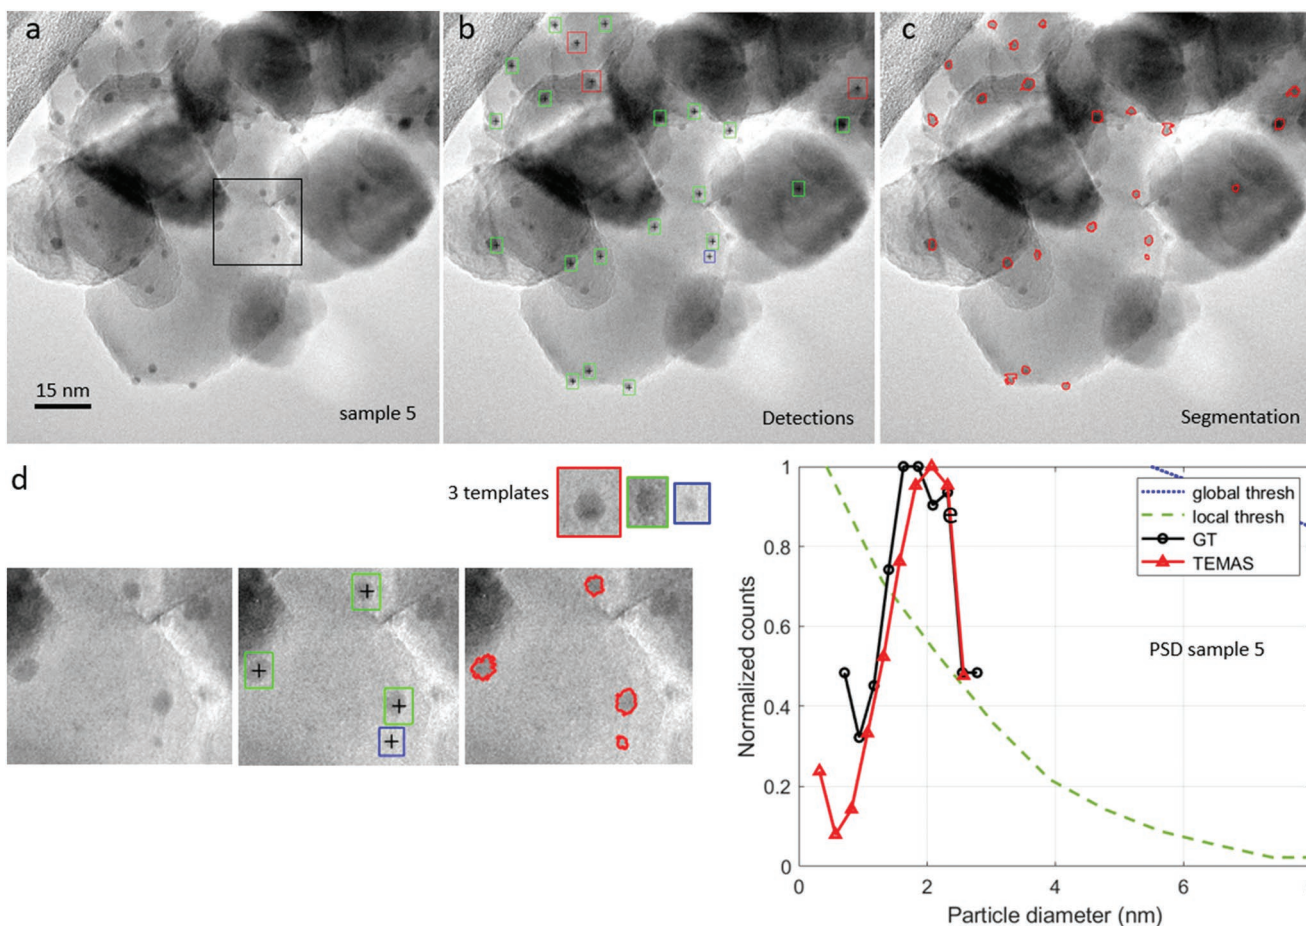 a
b
c
15 nm
sample 5
Detections
Segmentation
d
3 templates
e
global thresh
local thresh
GT
TEMAS
PSD sample 5
Normalized counts
1
0.8
0.6
0.4
0.2
0
0 2 4 6
Particle diameter (nm)